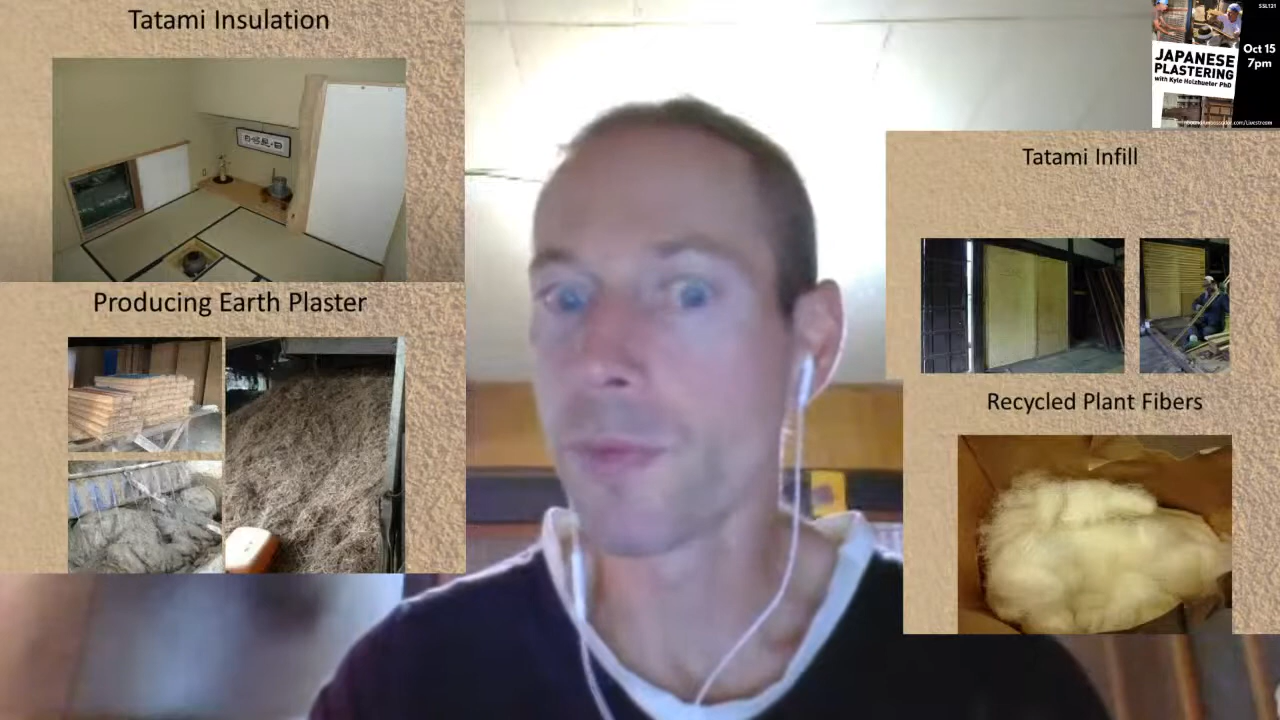 Tatami Insulation
Producing Earth Plaster
SSL121
Oct 15
7pm
JAPANESE
PLASTERING
with Kyle Holzhueter PhD
Tatami Infill
Recycled Plant Fibers